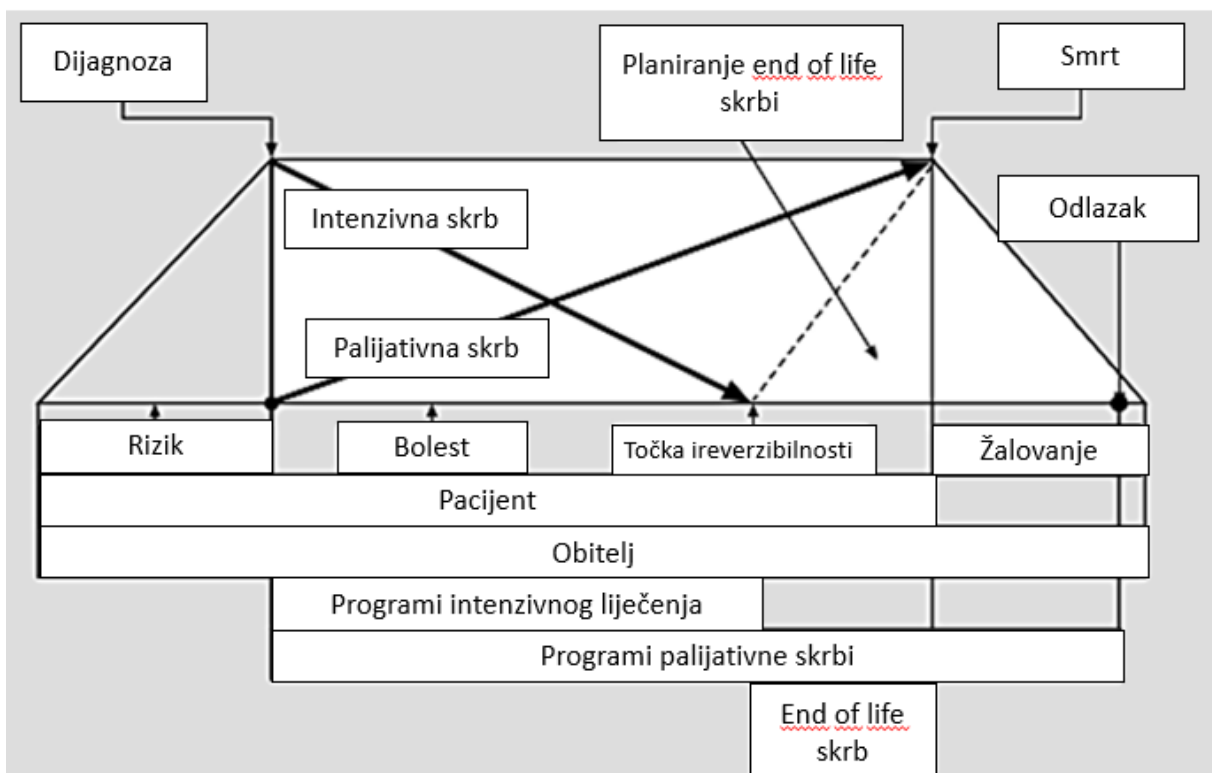 Dijagnoza
Planiranje end of life
skrbi
Smrt
Odlazak
Intenzivna skrb
Palijativna skrb
Rizik
Bolest
Točka ireverzibilnosti
Žalovanje
Pacijent
Obitelj
Programi intenzivnog liječenja
Programi palijativne skrbi
End of life
skrb